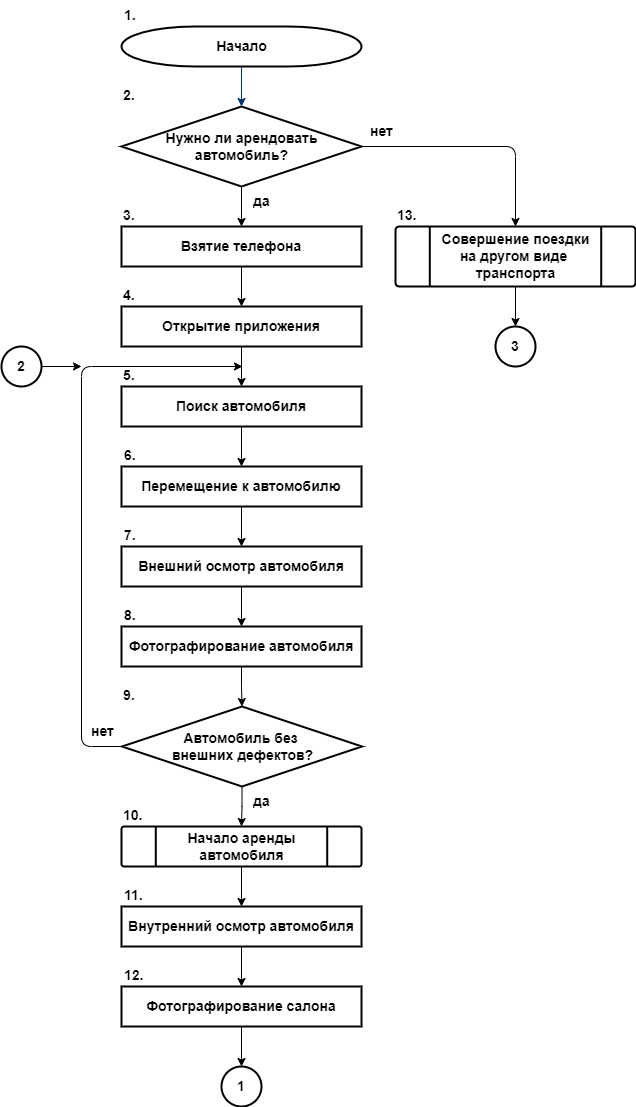 1.
Начало
2.
Нужно ли арендовать
автомобиль?
нет
да
3.
Взятие телефона
13.
Совершение поездки
на другом виде
транспорта
4.
Открытие приложения
3
2
5.
Поиск автомобиля
6.
Перемещение к автомобилю
7.
Внешний осмотр автомобиля
8.
Фотографирование автомобиля
9.
Автомобиль без
внешних дефектов?
нет
да
10.
Начало аренды
автомобиля
11.
Внутренний осмотр автомобиля
12.
Фотографирование салона
1